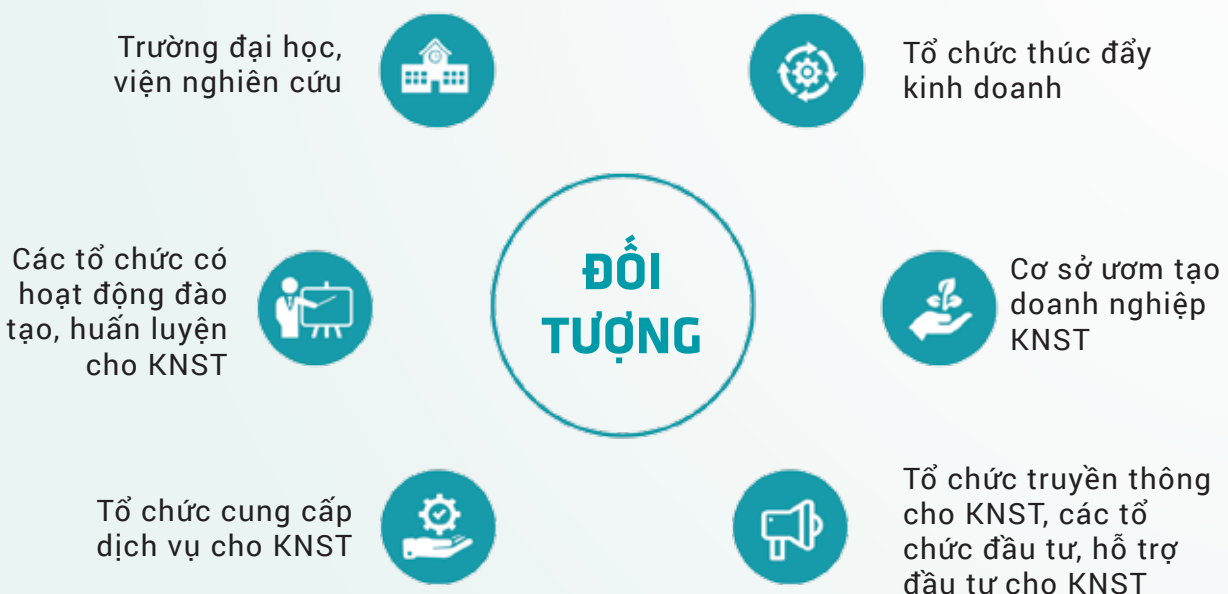 Trường đại học,
viện nghiên cứu
Tổ chức thúc đẩy
kinh doanh
Các tổ chức có
hoạt động đào
tạo, huấn luyện
cho KNST
ĐỐI
TƯỢNG
Cơ sở ươm tạo
doanh nghiệp
KNST
Tổ chức cung cấp
dịch vụ cho KNST
Tổ chức truyền thông
cho KNST, các tổ
chức đầu tư, hỗ trợ
đầu tư cho KNST